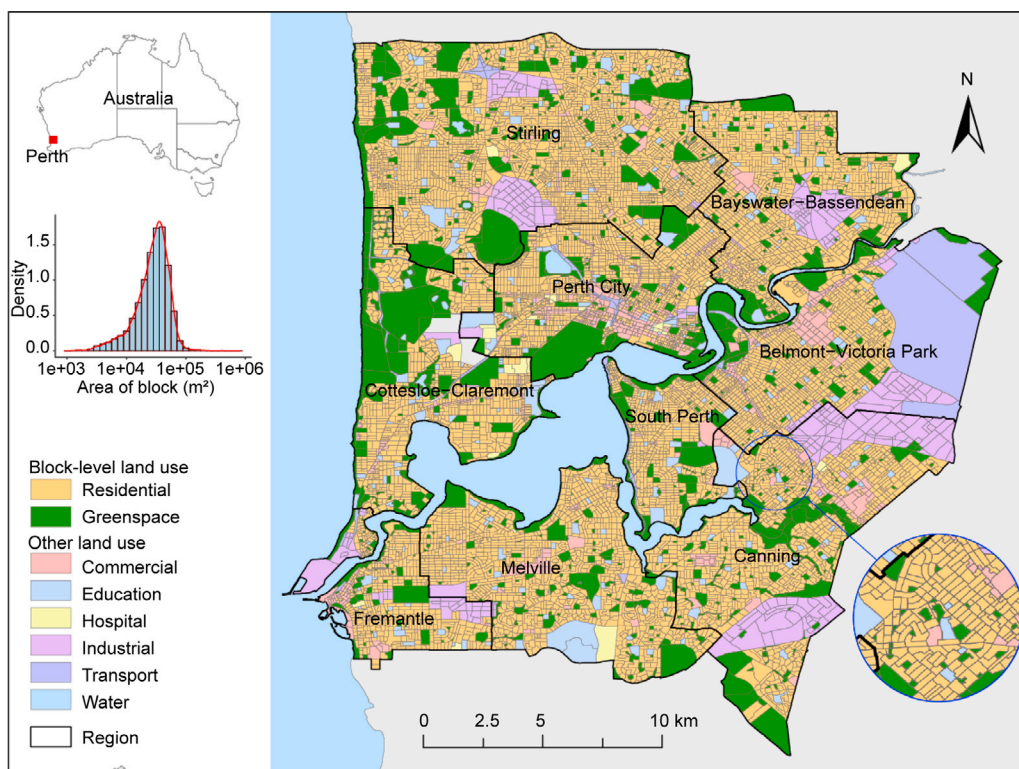 Australia
Perth
Density
1.5
1.0
0.5
0.0
1e+03 1e+04 1e+05 1e+06
Area of block (m²)
Block-level land use
Residential
Greenspace
Other land use
Commercial
Education
Hospital
Industrial
Transport
Water
Region
N
Stirling
Bayswater−Bassendean
Perth City
Belmont−Victoria Park
Cottesloe−Claremont
South Perth
Canning
Melville
Fremantle
0 2.5 5 10 km